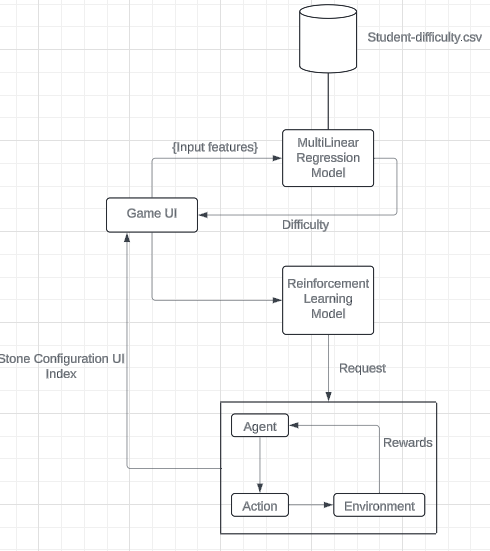 Student-difficulty.csv
{Input features}
MultiLinear
Regression
Model
Game UI
Difficulty
Reinforcement
Learning
Model
Stone Configuration UI
Index
Request
Agent
Rewards
Action
Environment